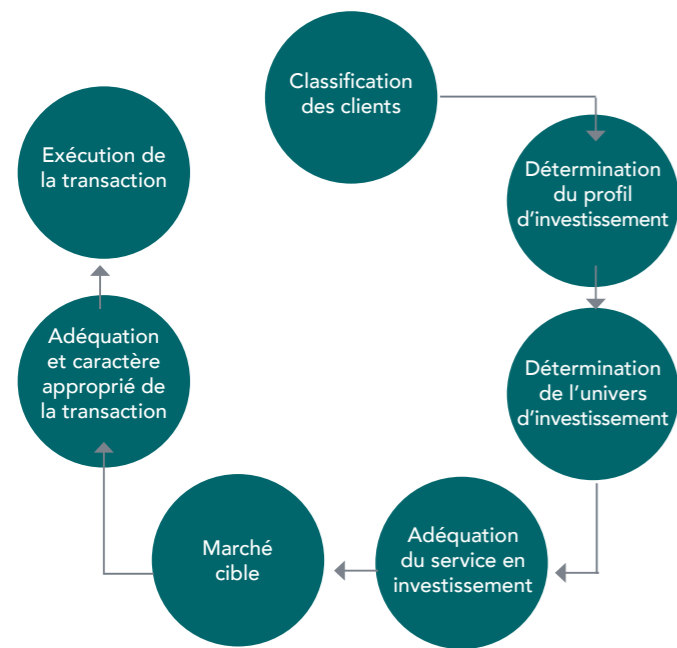 Classification
des clients
Détermination
du profil
d’investissement
Détermination
de l’univers
d’investissement
Adéquation
du service en
investissement
Marché
cible
Adéquation
et caractère
approprié de
la transaction
Exécution de
la transaction